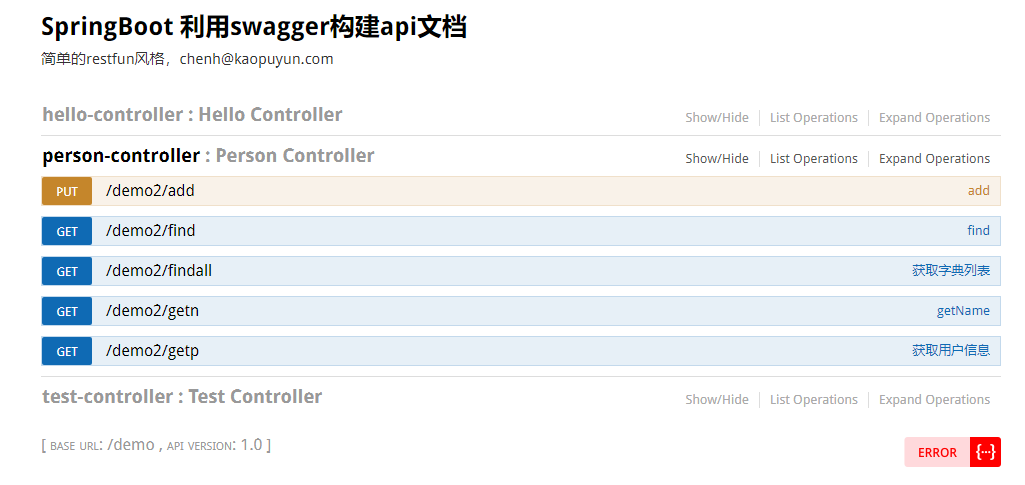 SpringBoot 利用swagger构建api文档
简单的restfun风格，chenh@kaopuyun.com
hello-controller : Hello Controller Show/Hide List Operations Expand Operations
person-controller : Person Controller Show/Hide List Operations Expand Operations
PUT /demo2/add add
GET /demo2/find find
GET /demo2/findall 获取字典列表
GET /demo2/getn getName
GET /demo2/getp 获取用户信息
test-controller : Test Controller Show/Hide List Operations Expand Operations
[ BASE URL: /demo , API VERSION: 1.0 ] ERROR {...}